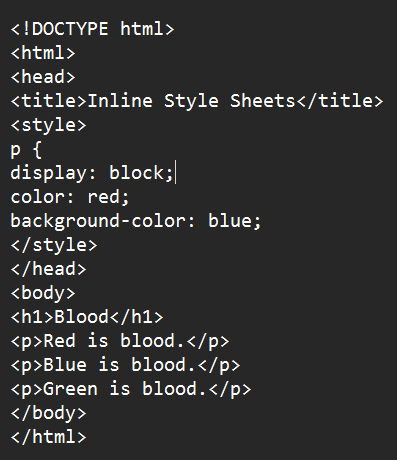 <!DOCTYPE html>
<html>
<head>
<title>Inline Style Sheets</title>
<style>
p {
display: block;
color: red;
background-color: blue;
</style>
</head>
<body>
<h1>Blood</h1>
<p>Red is blood.</p>
<p>Blue is blood.</p>
<p>Green is blood.</p>
</body>
</html>